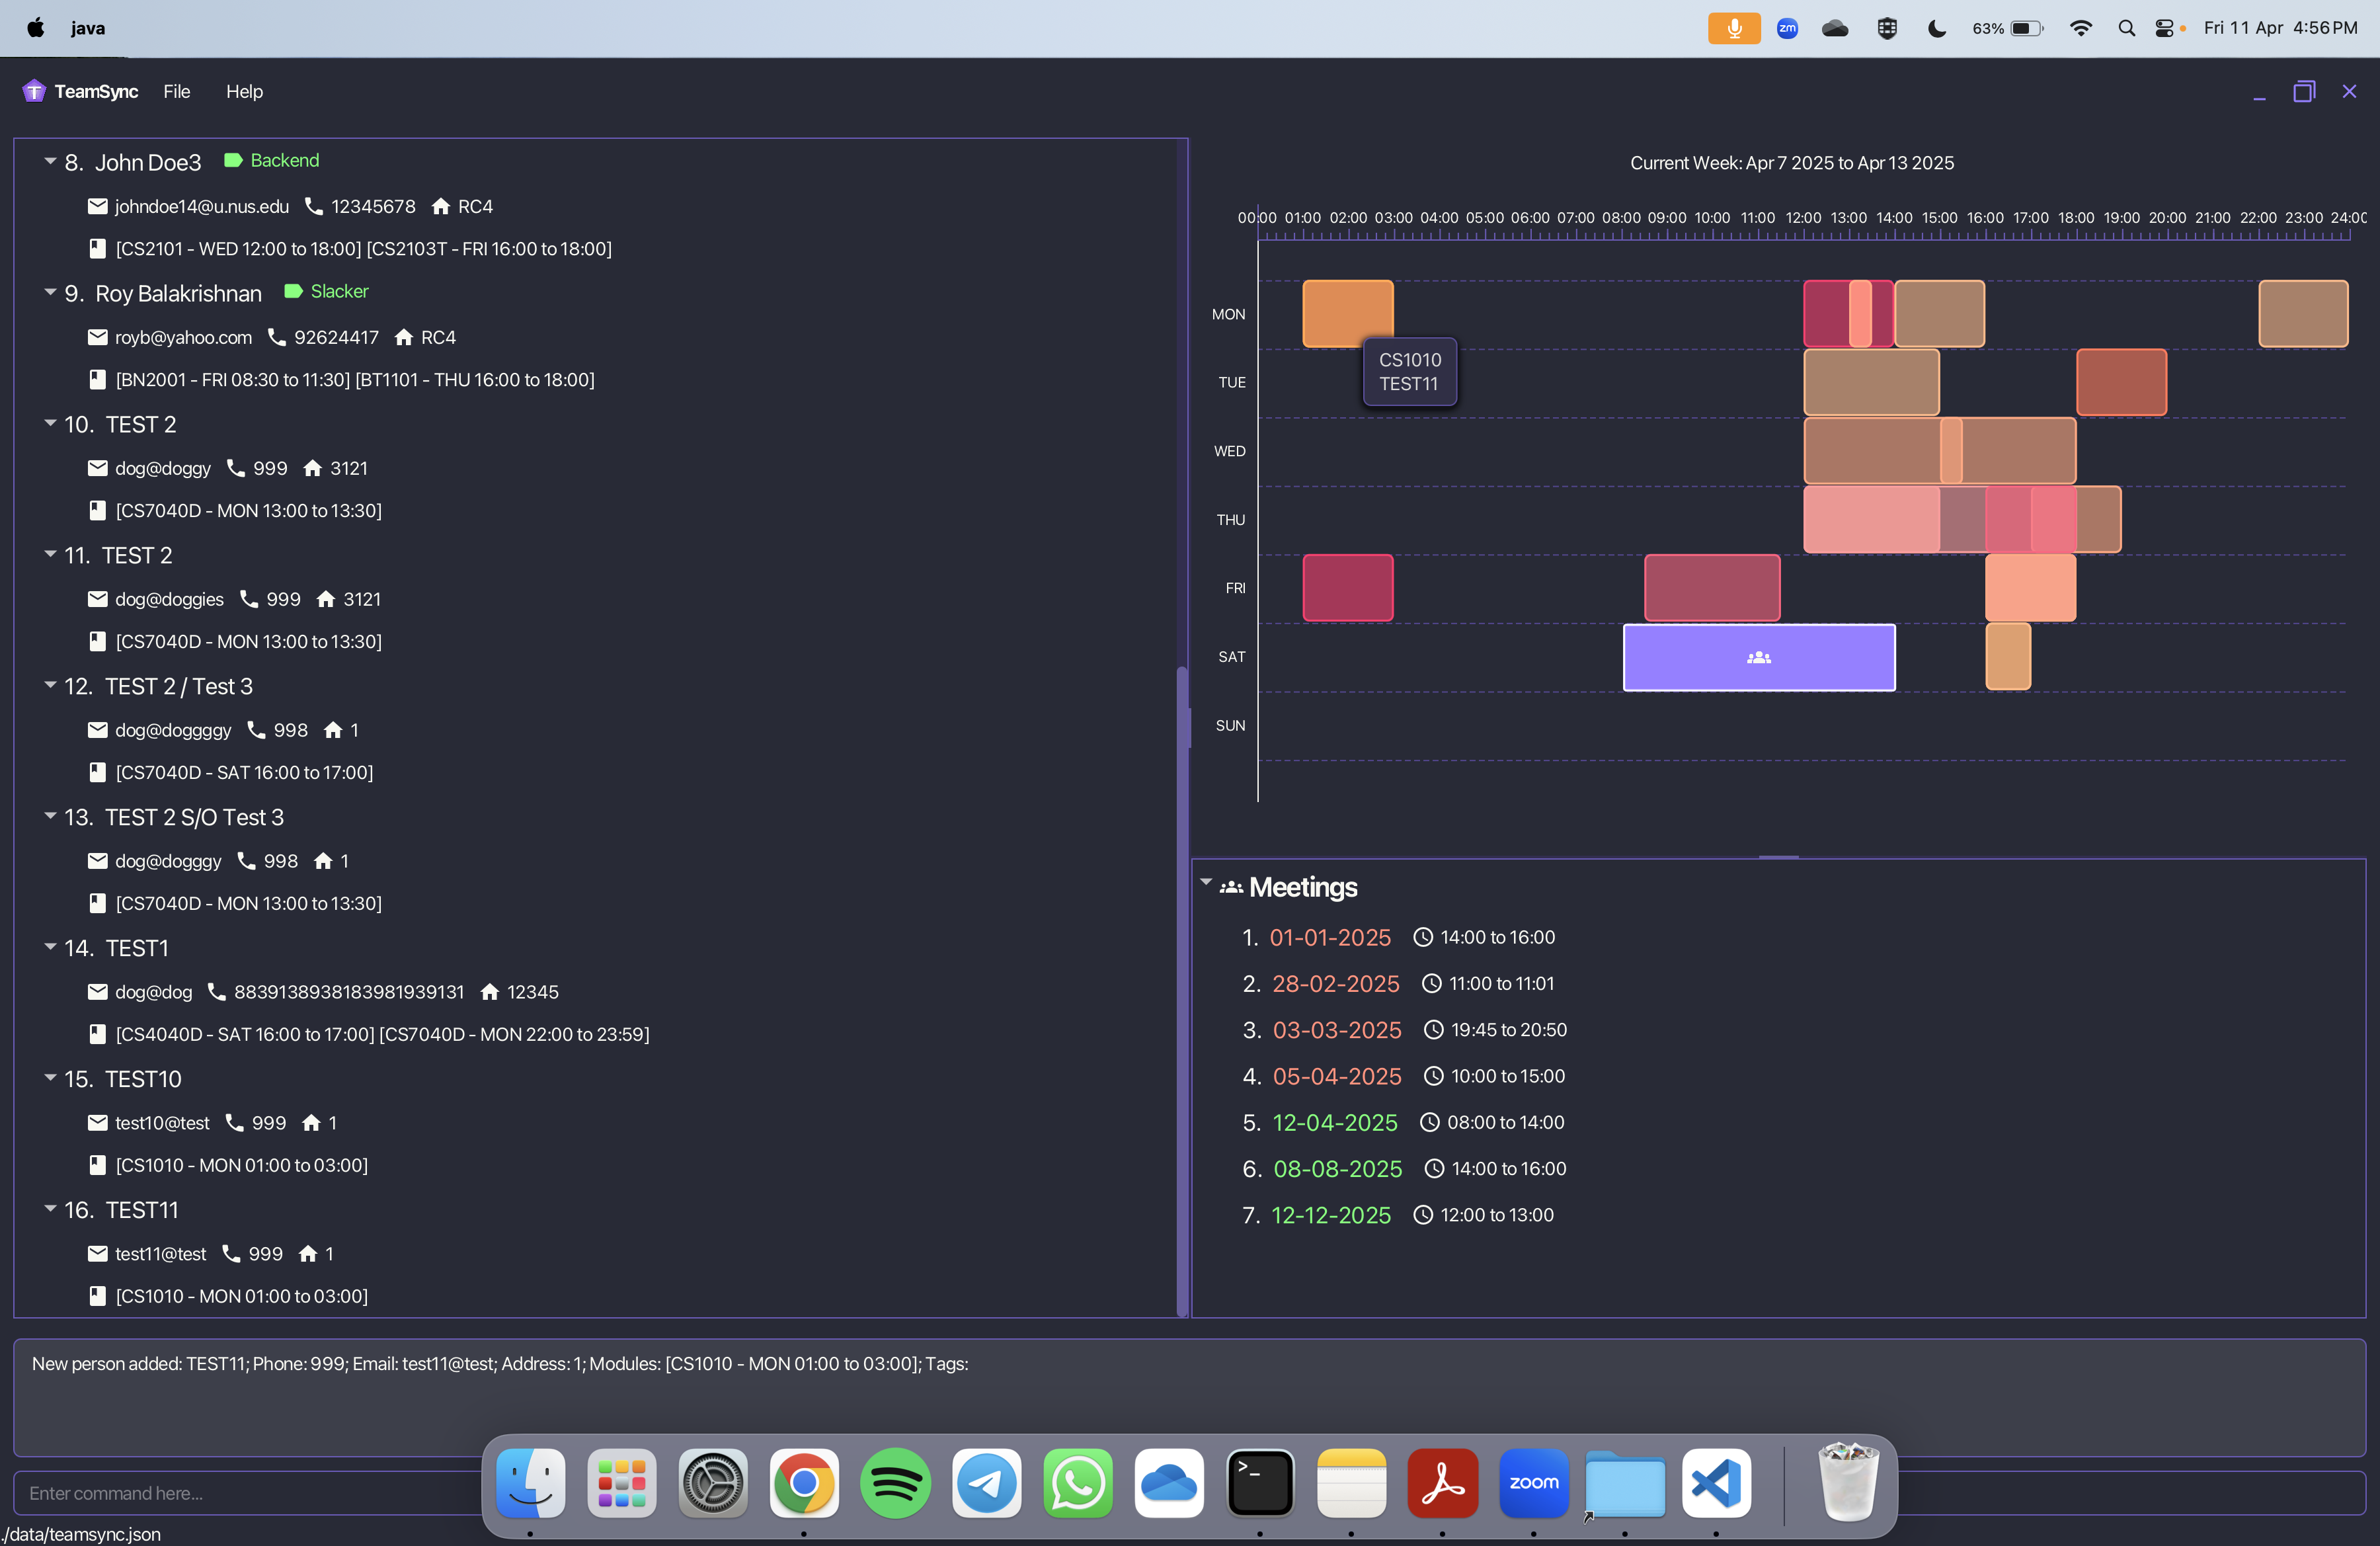 java
zm
63%
Fri 11 Apr 4:56 PM
TeamSync
File
Help
8. John Doe3 Backend
johndoe14@u.nus.edu 12345678 RC4
[CS2101 - WED 12:00 to 18:00] [CS2103T - FRI 16:00 to 18:00]
9. Roy Balakrishnan Slacker
royb@yahoo.com 92624417 RC4
[BN2001 - FRI 08:30 to 11:30] [BT1101 - THU 16:00 to 18:00]
10. TEST 2
dog@doggy 999 3121
[CS7040D - MON 13:00 to 13:30]
11. TEST 2
dog@doggies 999 3121
[CS7040D - MON 13:00 to 13:30]
12. TEST 2 / Test 3
dog@doggggy 998 1
[CS7040D - SAT 16:00 to 17:00]
13. TEST 2 S/O Test 3
dog@dogggy 998 1
[CS7040D - MON 13:00 to 13:30]
14. TEST1
dog@dog 8839138938183981939131 12345
[CS4040D - SAT 16:00 to 17:00] [CS7040D - MON 22:00 to 23:59]
15. TEST10
test10@test 999 1
[CS1010 - MON 01:00 to 03:00]
16. TEST11
test11@test 999 1
[CS1010 - MON 01:00 to 03:00]
Current Week: Apr 7 2025 to Apr 13 2025
00:00 01:00 02:00 03:00 04:00 05:00 06:00 07:00 08:00 09:00 10:00 11:00 12:00 13:00 14:00 15:00 16:00 17:00 18:00 19:00 20:00 21:00 22:00 23:00 24:00
MON
CS1010
TEST11
TUE
WED
THU
FRI
SAT
SUN
Meetings
1. 01-01-2025 14:00 to 16:00
2. 28-02-2025 11:00 to 11:01
3. 03-03-2025 19:45 to 20:50
4. 05-04-2025 10:00 to 15:00
5. 12-04-2025 08:00 to 14:00
6. 08-08-2025 14:00 to 16:00
7. 12-12-2025 12:00 to 13:00
New person added: TEST11; Phone: 999; Email: test11@test; Address: 1; Modules: [CS1010 - MON 01:00 to 03:00]; Tags:
Enter command here...
zoom
./data/teamsync.json